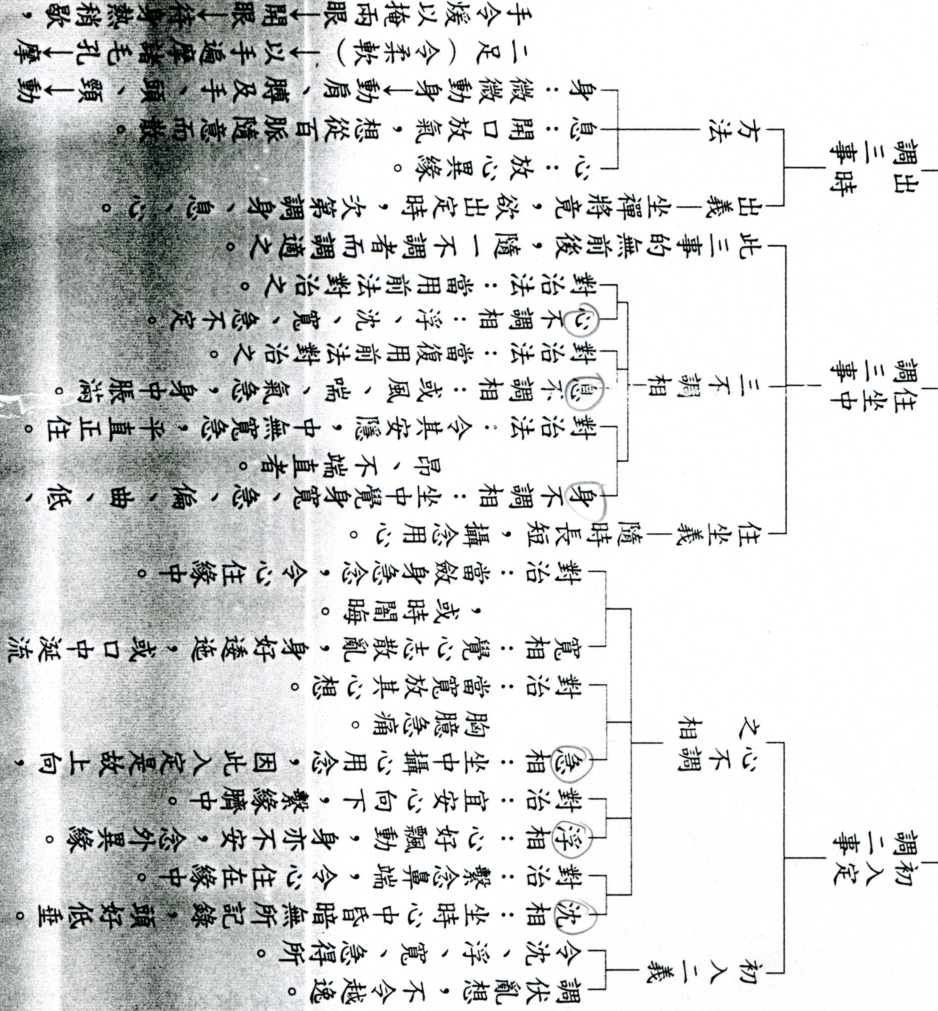 初入定
調二事
初入二義
調伏亂想，不令越逸。
令沈、浮、寬、急得所。
心不調
之相
沈相：坐時心中昏暗無所記錄，頭好低垂。
對治：繫念鼻端，令心住在緣中。
浮相：心好飄動，身亦不安，念外異緣。
對治：宜安心向下，繫緣臍中。
急相：坐中攝心用念，因此入定是故上向，
胸臆急痛。
對治：當寬放其心想。
寬相：覺心志散亂，身好逶迤，或口中涎流
，或時闇晦。
對治：當斂身急念，令心住緣中。
住坐中
調三事
住坐義－隨時長短，攝念用心。
三不調相
身不調相：坐中覺身寬、急、偏、曲、低、
昂、不端直者。
對治法：令其安隱，中無寬急，平直正住。
息不調相：或風、喘、氣急，身中脹滿。
對治法：當復用前法對治之。
心不調相：浮、沈、寬、急不定。
對治法：當用前法對治之。
此三事的無前後，隨一不調者而調適之。
出時
調三事
出義－坐禪將竟，欲出定時，次第調身、息、心。
方法
心：放心異緣。
息：開口放氣，想從百脈隨意而散。
身：微微動身→動肩、膊及手、頭、頸→動
二足（令柔軟）→以手遍摩諸毛孔→摩
手令煖以掩兩眼→開眼→待身熱稍歇，